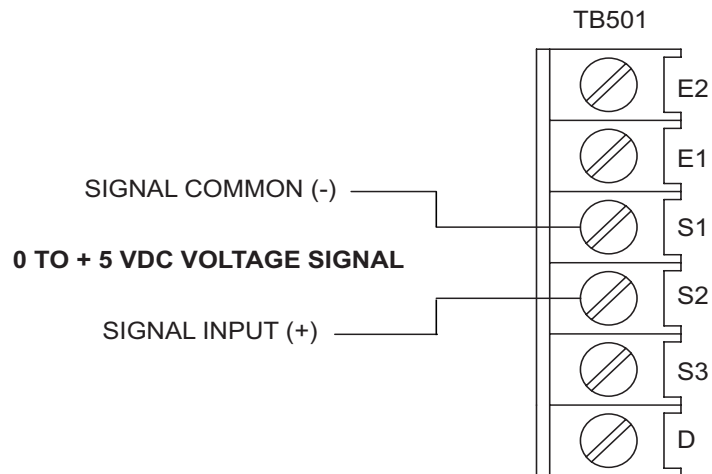 TB501
E2
E1
SIGNAL COMMON (-)
S1
0 TO + 5 VDC VOLTAGE SIGNAL
S2
SIGNAL INPUT (+)
S3
D